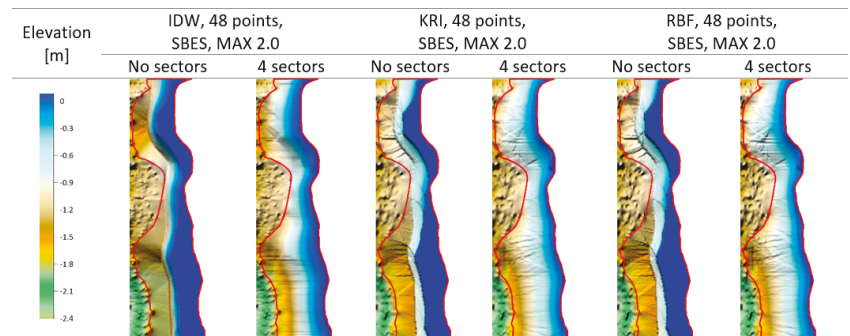 Elevation
[m]
IDW, 48 points,
SBES, MAX 2.0
KRI, 48 points,
SBES, MAX 2.0
RBF, 48 points,
SBES, MAX 2.0
No sectors
4 sectors
No sectors
4 sectors
No sectors
4 sectors
0
-0.3
-0.6
-0.9
-1.2
-1.5
-1.8
-2.1
-2.4